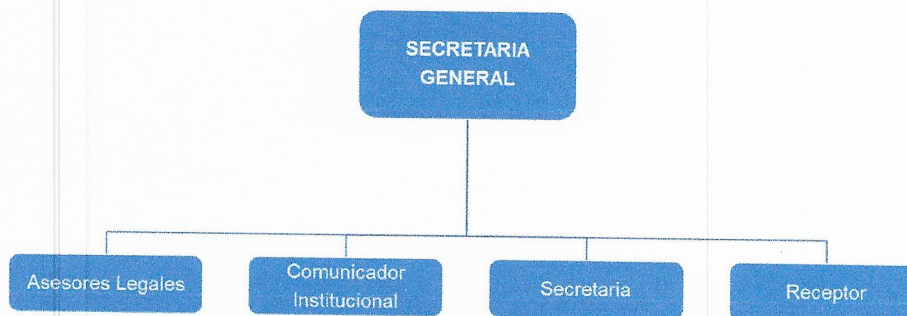 SECRETARIA
GENERAL
Asesores Legales
Comunicador
Institucional
Secretaria
Receptor